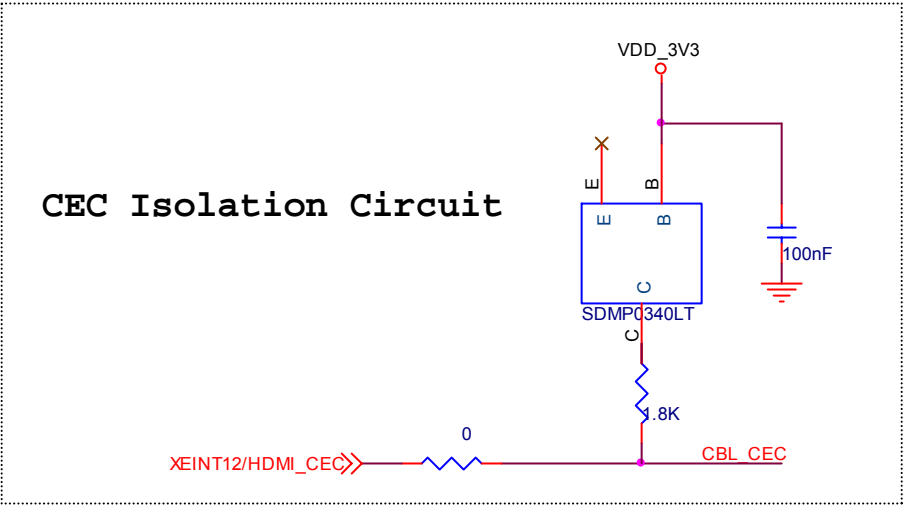 VDD_3V3
E
B
CEC Isolation Circuit
E
B
100nF
C
SDMP0340LT
C
1.8K
0
CBL_CEC
XEINT12/HDMI_CEC